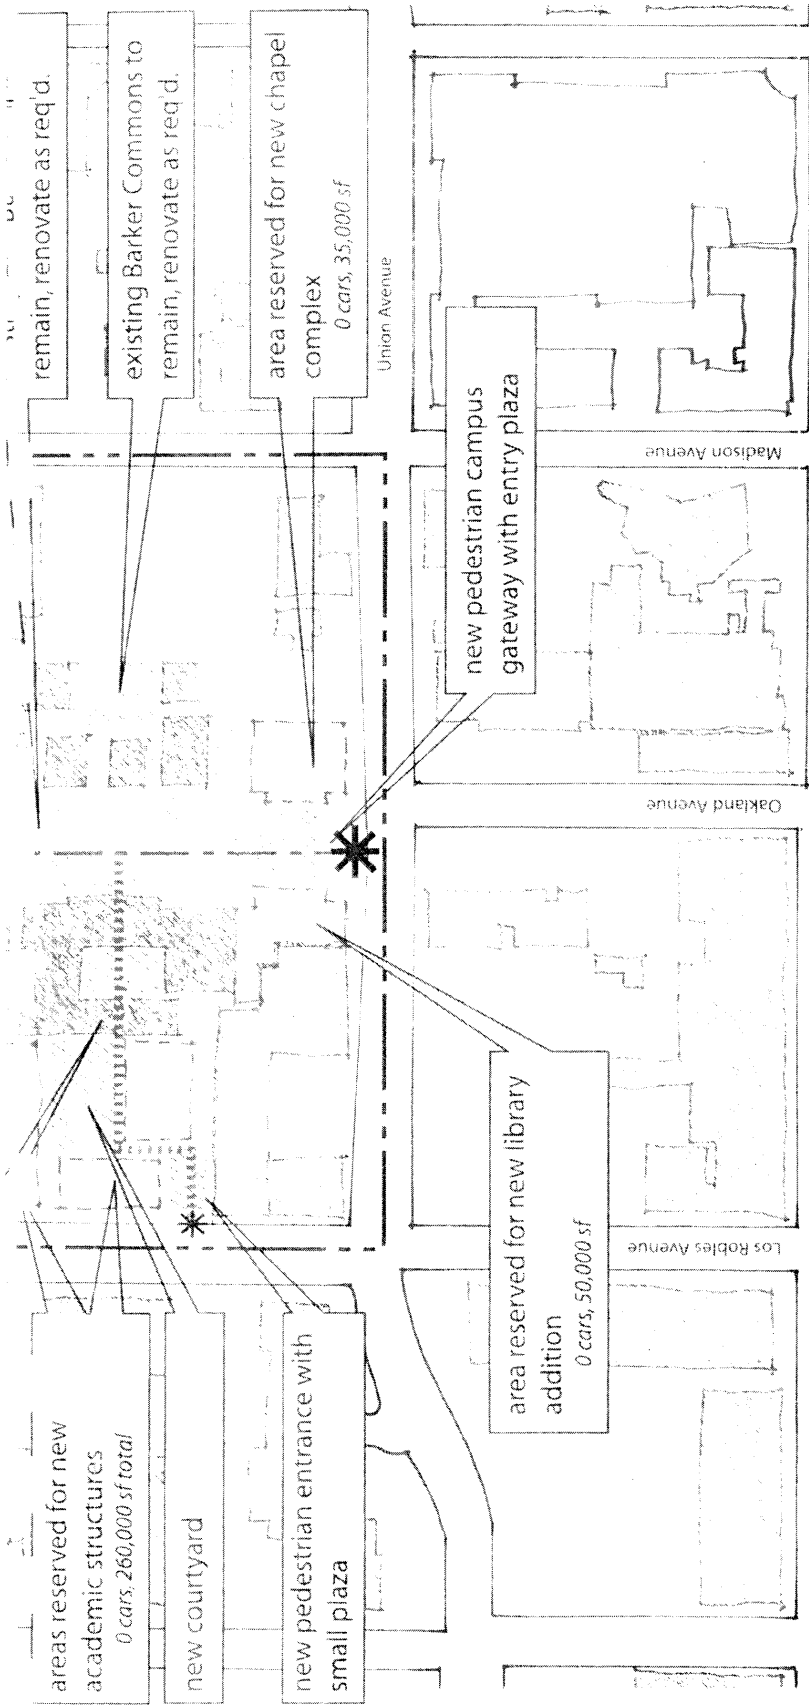 remain, renovate as req'd.
existing Barker Commons to
remain, renovate as req'd.
area reserved for new chapel
complex
0 cars, 35,000 sf
Union Avenue
new pedestrian campus
gateway with entry plaza
Madison Avenue
Oakland Avenue
areas reserved for new
academic structures
0 cars, 260,000 sf total
new courtyard
new pedestrian entrance with
small plaza
area reserved for new library
addition
0 cars, 50,000 sf
Los Robles Avenue